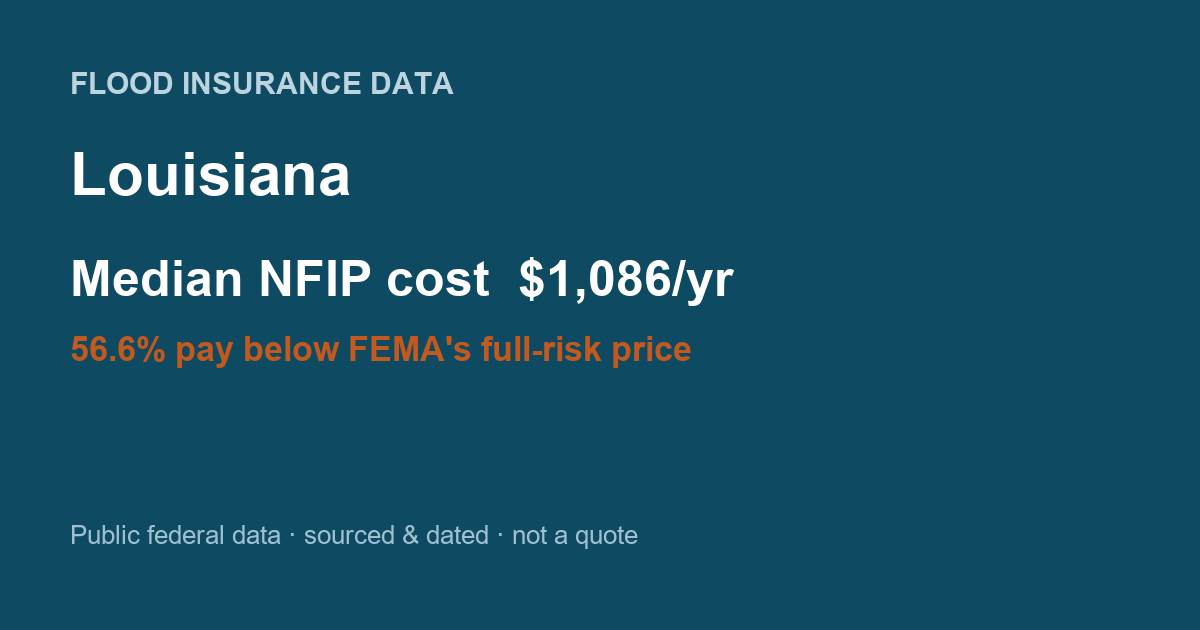 FLOOD INSURANCE DATA
Louisiana
Median NFIP cost  $1,086/yr
56.6% pay below FEMA's full-risk price
Public federal data · sourced & dated · not a quote